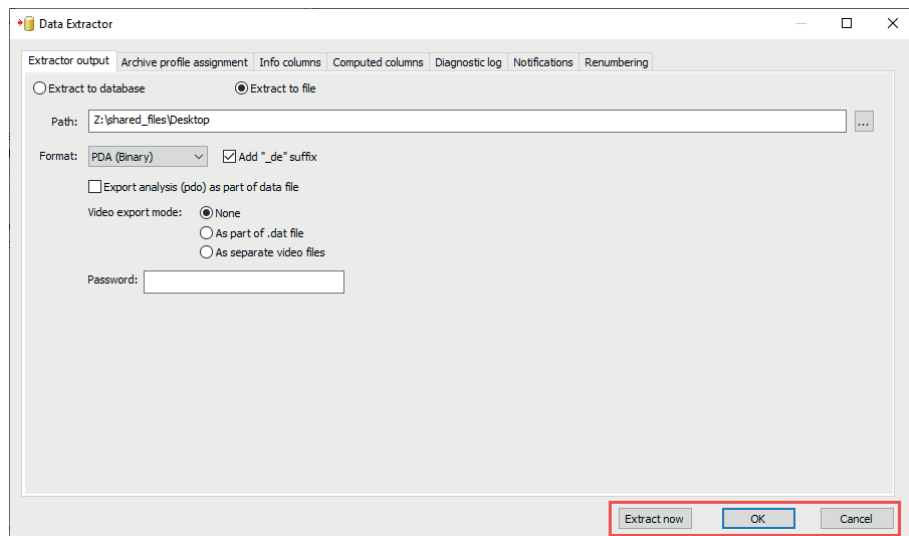 Data Extractor
Extractor output Archive profile assignment Info columns Computed columns Diagnostic log Notifications Renumbering
Extract to database Extract to file
Path: Z:\shared_files\Desktop ...
Format: PDA (Binary) Add "_de" suffix
Export analysis (pdo) as part of data file
Video export mode: None
As part of .dat file
As separate video files
Password:
Extract now OK Cancel